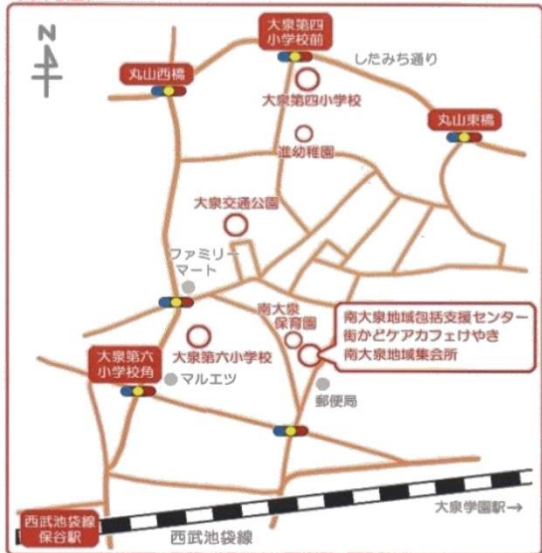 N
大泉第四
小学校前
したみち通り
丸山西橋
大泉第四小学校
丸山東橋
進幼稚園
大泉交通公園
ファミリー
マート
南大泉
保育園
南大泉地域包括支援センター
街かどケアカフェけやき
南大泉地域集会所
大泉第六小学校
大泉第六
小学校角
マルエツ
郵便局
大泉学園駅→
西武池袋線
保谷駅
西武池袋線